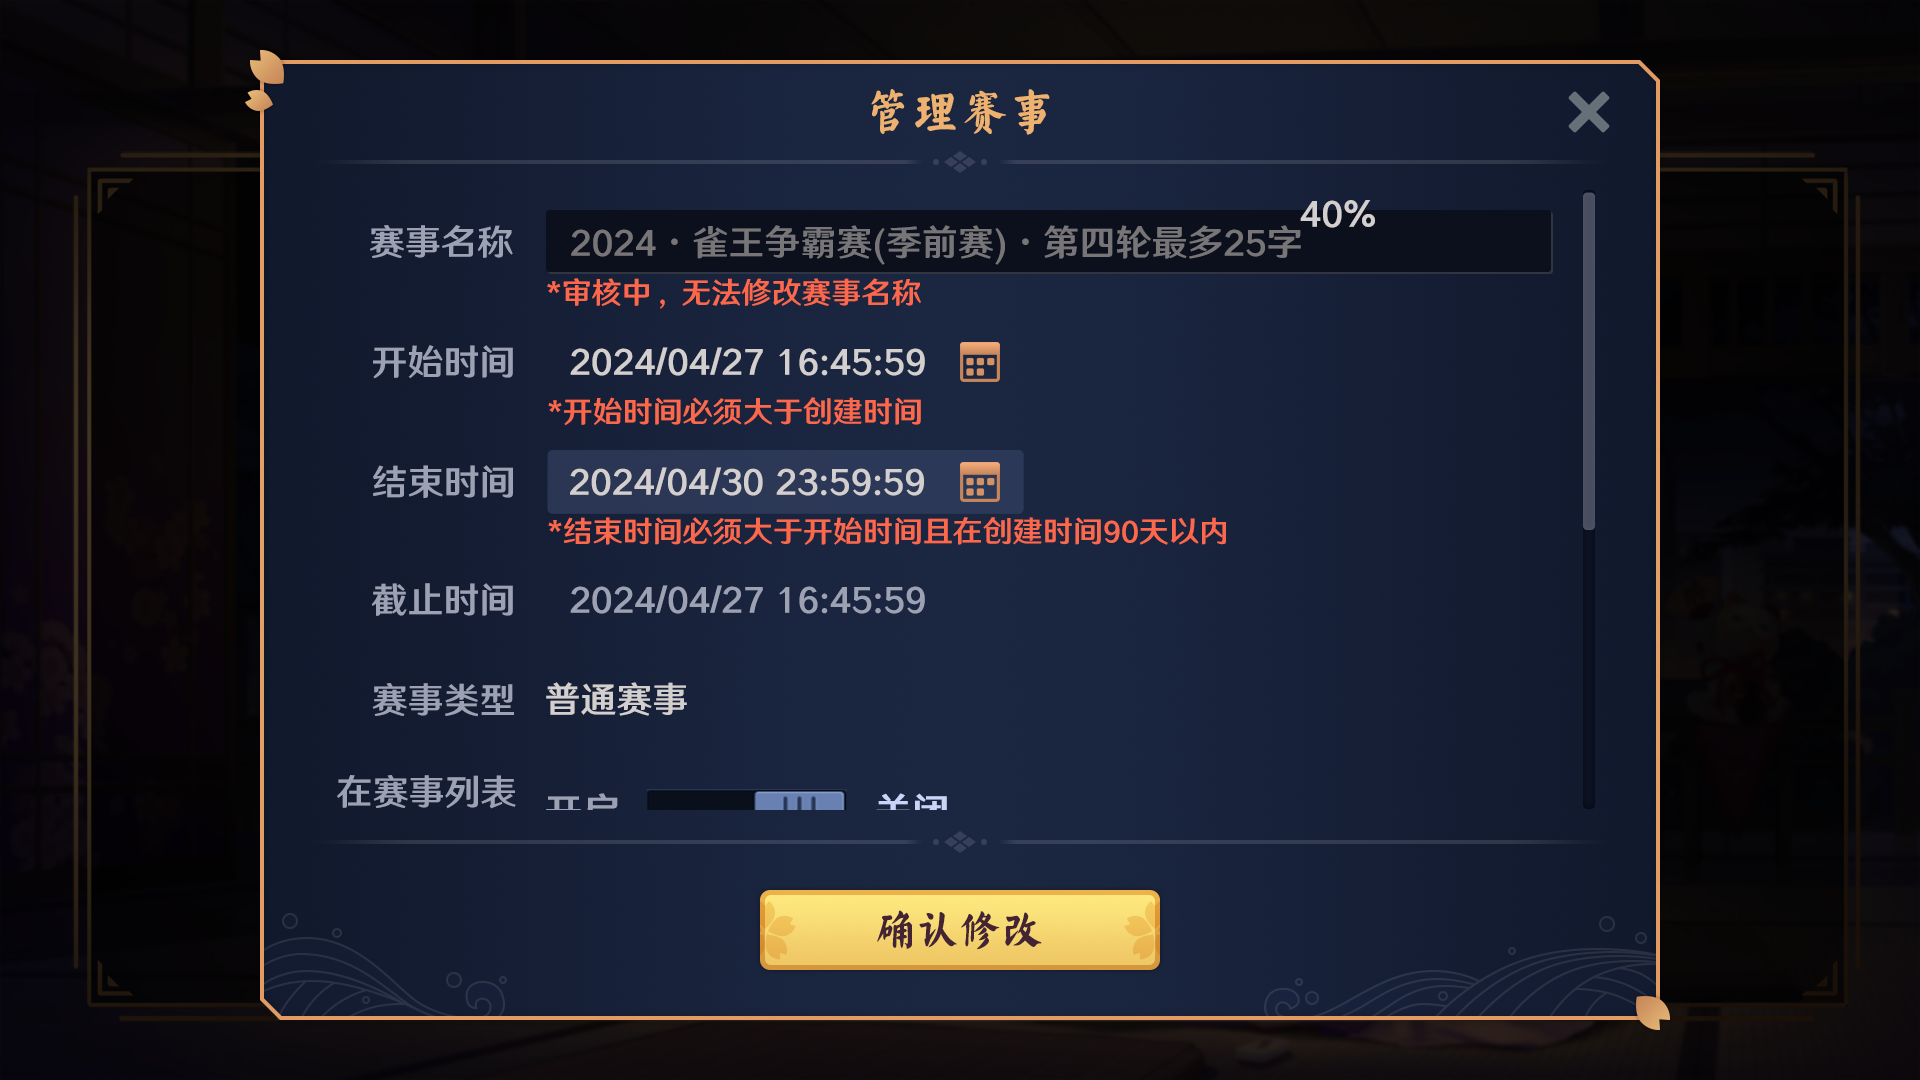 管理赛事
赛事名称 2024 · 雀王争霸赛(季前赛) · 第四轮最多25字 40%
*审核中，无法修改赛事名称
开始时间 2024/04/27 16:45:59
*开始时间必须大于创建时间
结束时间 2024/04/30 23:59:59
*结束时间必须大于开始时间且在创建时间90天以内
截止时间 2024/04/27 16:45:59
赛事类型 普通赛事
在赛事列表 开启 关闭
确认修改